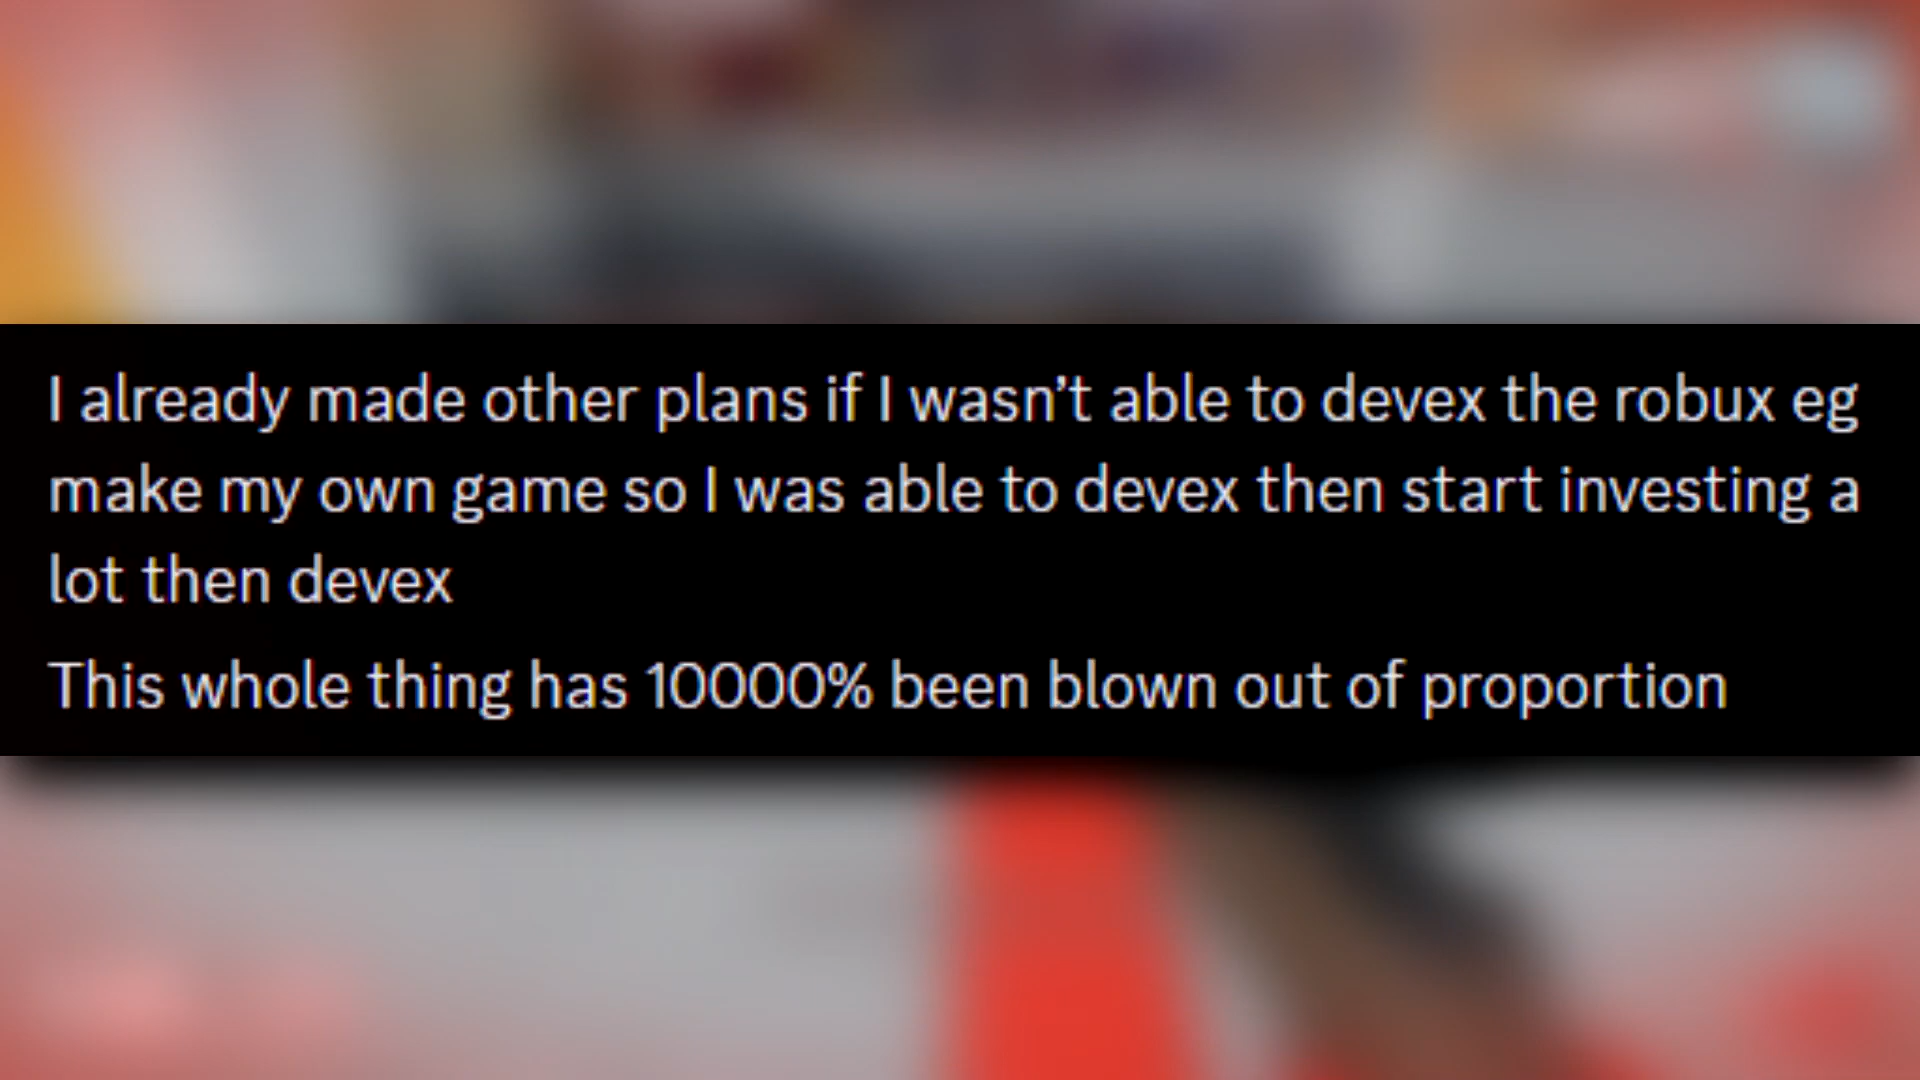 I already made other plans if I wasn’t able to devex the robux eg
make my own game so I was able to devex then start investing a
lot then devex
This whole thing has 10000% been blown out of proportion